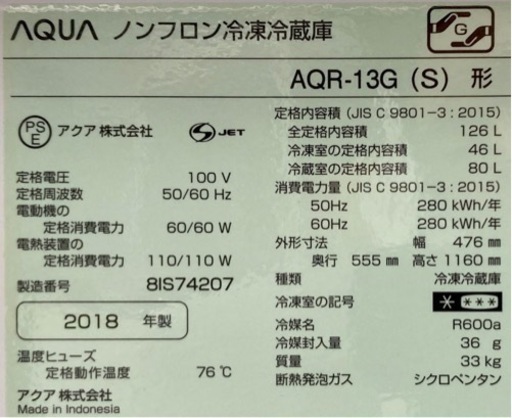 AQUA ノンフロン冷凍冷蔵庫
G
AQR-13G (S) 形
PSE アクア株式会社 S JET
定格電圧 100 V
定格周波数 50/60 Hz
電動機の
定格消費電力 60/60 W
電熱装置の
定格消費電力 110/110 W
製造番号 8IS74207
2018 年製
温度ヒューズ
定格動作温度 76℃
アクア株式会社
Made in Indonesia
定格内容積 (JIS C 9801-3:2015)
全定格内容積 126 L
冷凍室の定格内容積 46 L
冷蔵室の定格内容積 80 L
消費電力量 (JIS C 9801-3:2015)
50Hz 280 kWh/年
60Hz 280 kWh/年
外形寸法 幅 476 ㎜
奥行 555 ㎜ 高さ 1160 ㎜
種類 冷凍冷蔵庫
冷凍室の記号 * ***
冷媒名 R600a
冷媒封入量 36 g
質量 33 kg
断熱発泡ガス シクロペンタン